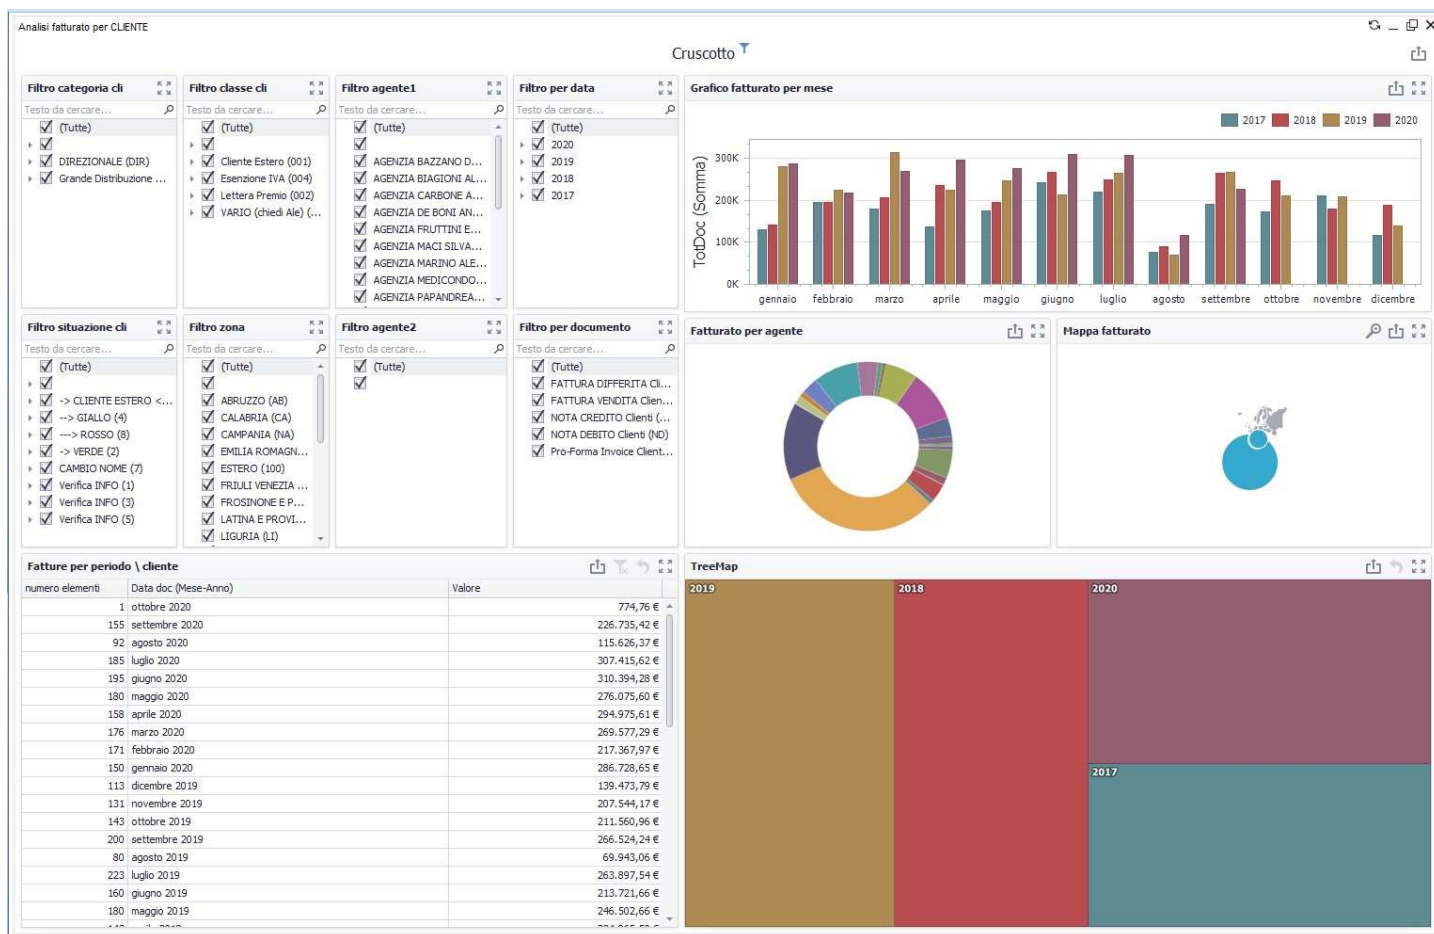 Analisi fatturato per CLIENTE
Cruscotto
Filtro categoria cli
Testo da cercare...
(Tutte)
DIREZIONALE (DIR)
Grande Distribuzione ...
Filtro classe cli
Testo da cercare...
(Tutte)
Cliente Estero (001)
Esenzione IVA (004)
Lettera Premio (002)
VARIO (chiedi Ale) (...
Filtro agente1
Testo da cercare...
(Tutte)
AGENZIA BAZZANO D...
AGENZIA BIAGIONI AL...
AGENZIA CARBONE A...
AGENZIA DE BONI AN...
AGENZIA FRUTTINI E...
AGENZIA MACI SILVA...
AGENZIA MARINO ALE...
AGENZIA MEDICONDO...
AGENZIA PAPANDREA...
Filtro per data
Testo da cercare...
(Tutte)
2020
2019
2018
2017
Grafico fatturato per mese
2017 2018 2019 2020
TotDoc (Somma)
300K
200K
100K
0K
gennaio febbraio marzo aprile maggio giugno luglio agosto settembre ottobre novembre dicembre
Filtro situazione cli
Testo da cercare...
(Tutte)
-> CLIENTE ESTERO <...
--> GIALLO (4)
---> ROSSO (8)
-> VERDE (2)
CAMBIO NOME (7)
Verifica INFO (1)
Verifica INFO (3)
Verifica INFO (5)
Filtro zona
Testo da cercare...
(Tutte)
ABRUZZO (AB)
CALABRIA (CA)
CAMPANIA (NA)
EMILIA ROMAGN...
ESTERO (100)
FRIULI VENEZIA ...
FROSINONE E P...
LATINA E PROVI...
LIGURIA (LI)
Filtro agente2
Testo da cercare...
(Tutte)
Filtro per documento
Testo da cercare...
(Tutte)
FATTURA DIFFERITA Cli...
FATTURA VENDITA Clien...
NOTA CREDITO Clienti (...
NOTA DEBITO Clienti (ND)
Pro-Forma Invoice Client...
Fatturato per agente
Mappa fatturato
Fatture per periodo \ cliente
numero elementi Data doc (Mese-Anno) Valore
1 ottobre 2020 774,76 €
155 settembre 2020 226.735,42 €
92 agosto 2020 115.626,37 €
185 luglio 2020 307.415,62 €
195 giugno 2020 310.394,28 €
180 maggio 2020 276.075,60 €
158 aprile 2020 294.975,61 €
176 marzo 2020 269.577,29 €
171 febbraio 2020 217.367,97 €
150 gennaio 2020 286.728,65 €
113 dicembre 2019 139.473,79 €
131 novembre 2019 207.544,17 €
143 ottobre 2019 211.560,96 €
200 settembre 2019 266.524,24 €
80 agosto 2019 69.943,06 €
223 luglio 2019 263.897,54 €
160 giugno 2019 213.721,66 €
180 maggio 2019 246.502,66 €
TreeMap
2019
2018
2020
2017